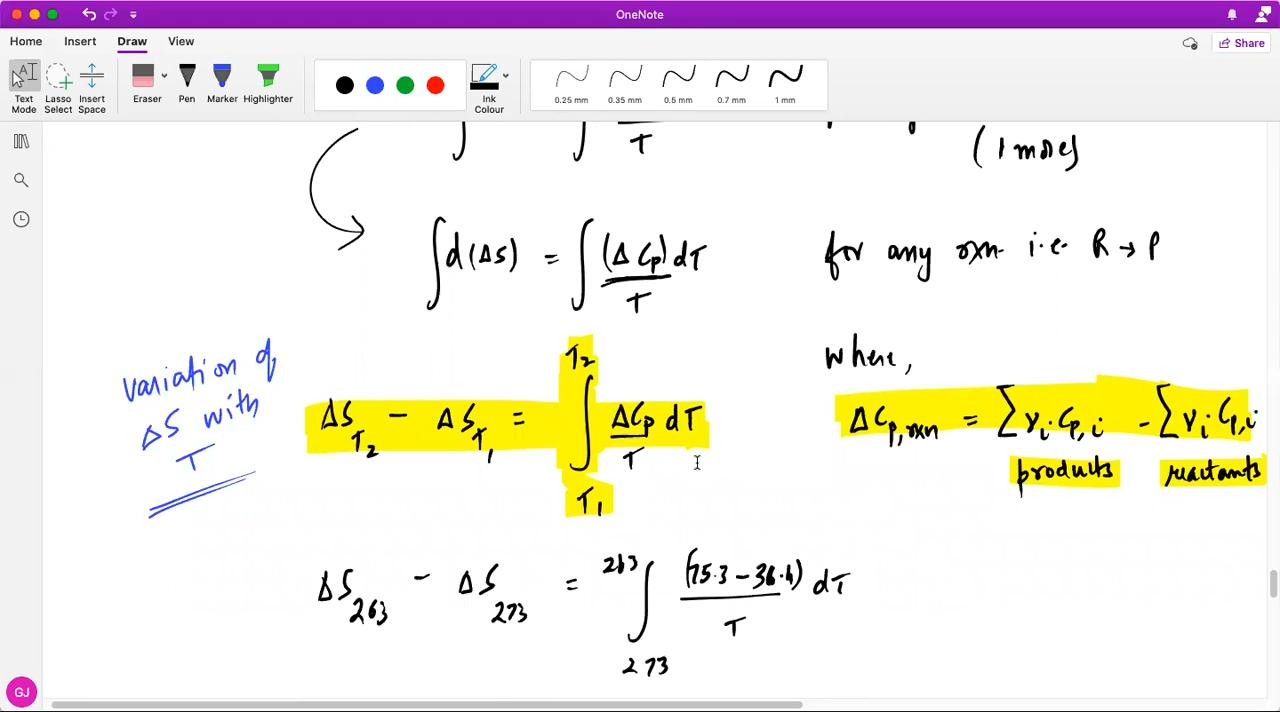 OneNote
Home Insert Draw View
Share
Text Mode
Lasso Select
Insert Space
Eraser
Pen
Marker
Highlighter
Ink Colour
0.25 mm 0.35 mm 0.5 mm 0.7 mm 1 mm
∫ ∫ T
(1 mole)
∫d(ΔS) = ∫(ΔCp)dT / T for any rxn i.e R → P
where,
variation of ΔS with T
ΔS_T2 - ΔS_T1 = ∫_T1^T2 ΔCp dT / T
ΔCp,rxn = ∑ νi Cp,i - ∑ νi Cp,i
products reactants
ΔS_263 - ΔS_273 = ∫_273^263 (75.3 - 36.4) / T dT
GJ